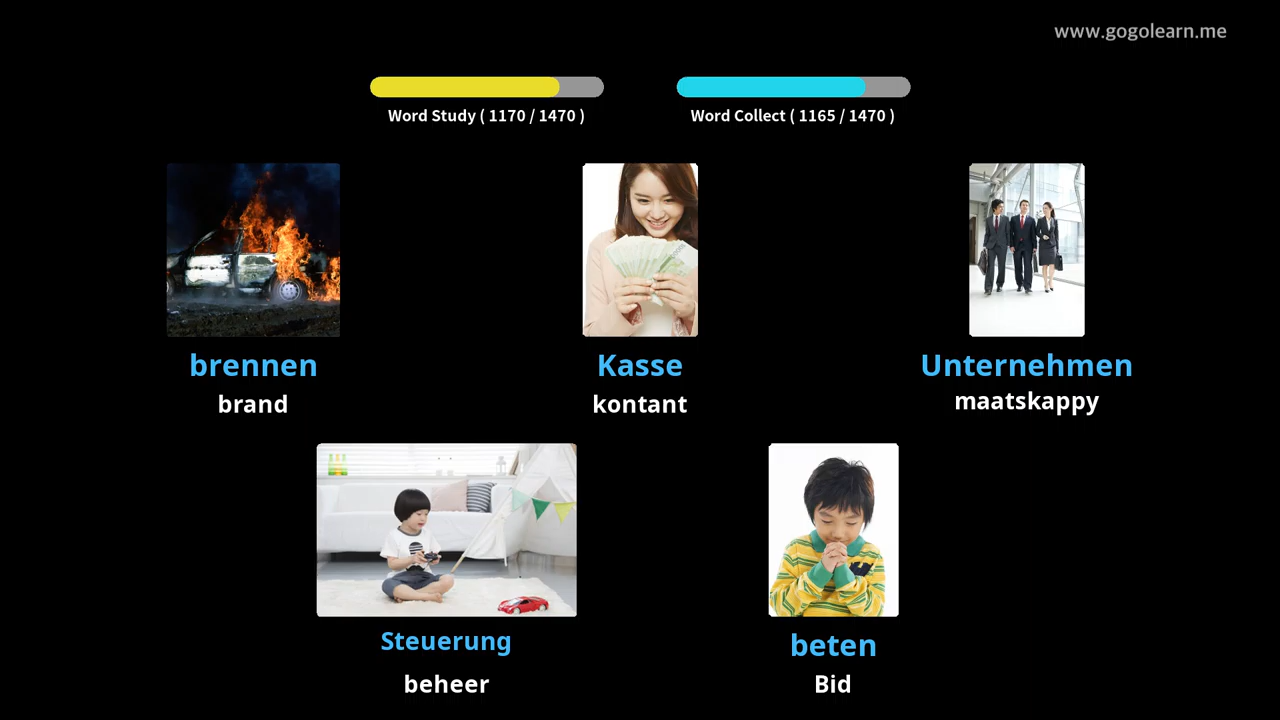 www.gogolearn.me
Word Study ( 1170 / 1470 )
Word Collect ( 1165 / 1470 )
brennen
brand
Kasse
kontant
Unternehmen
maatskappy
Steuerung
beheer
beten
Bid